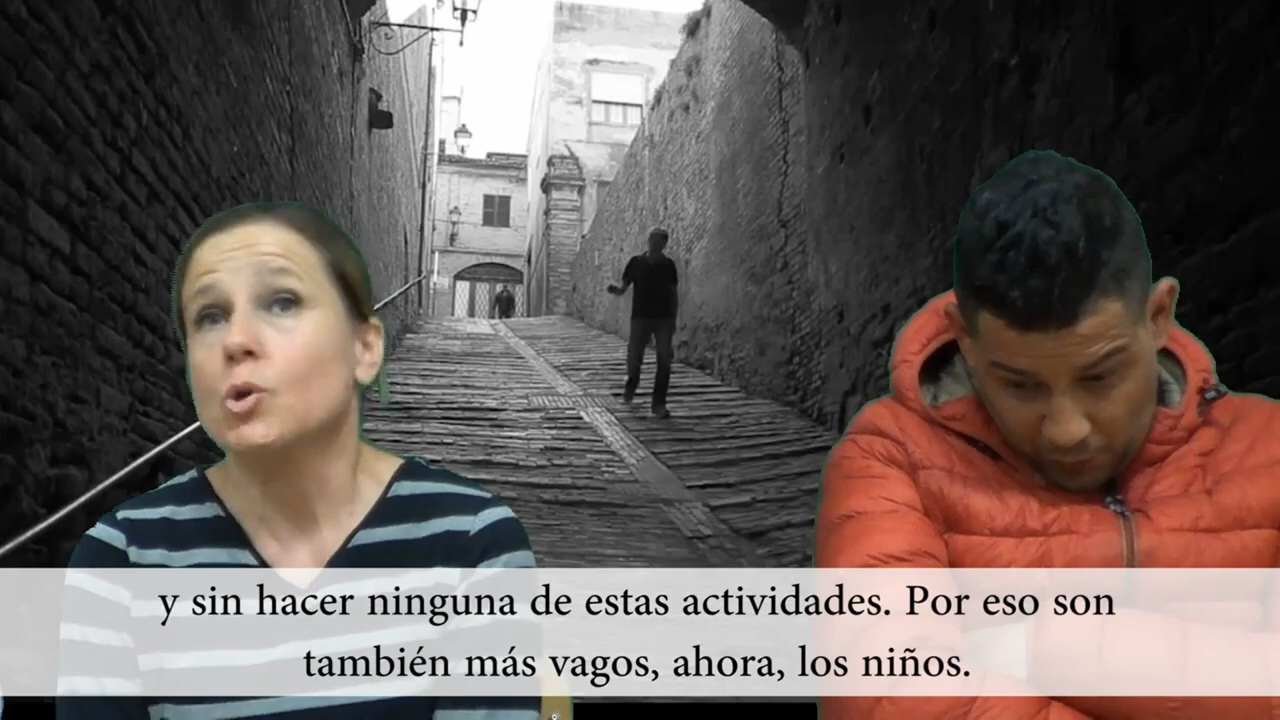 y sin hacer ninguna de estas actividades. Por eso son
también más vagos, ahora, los niños.